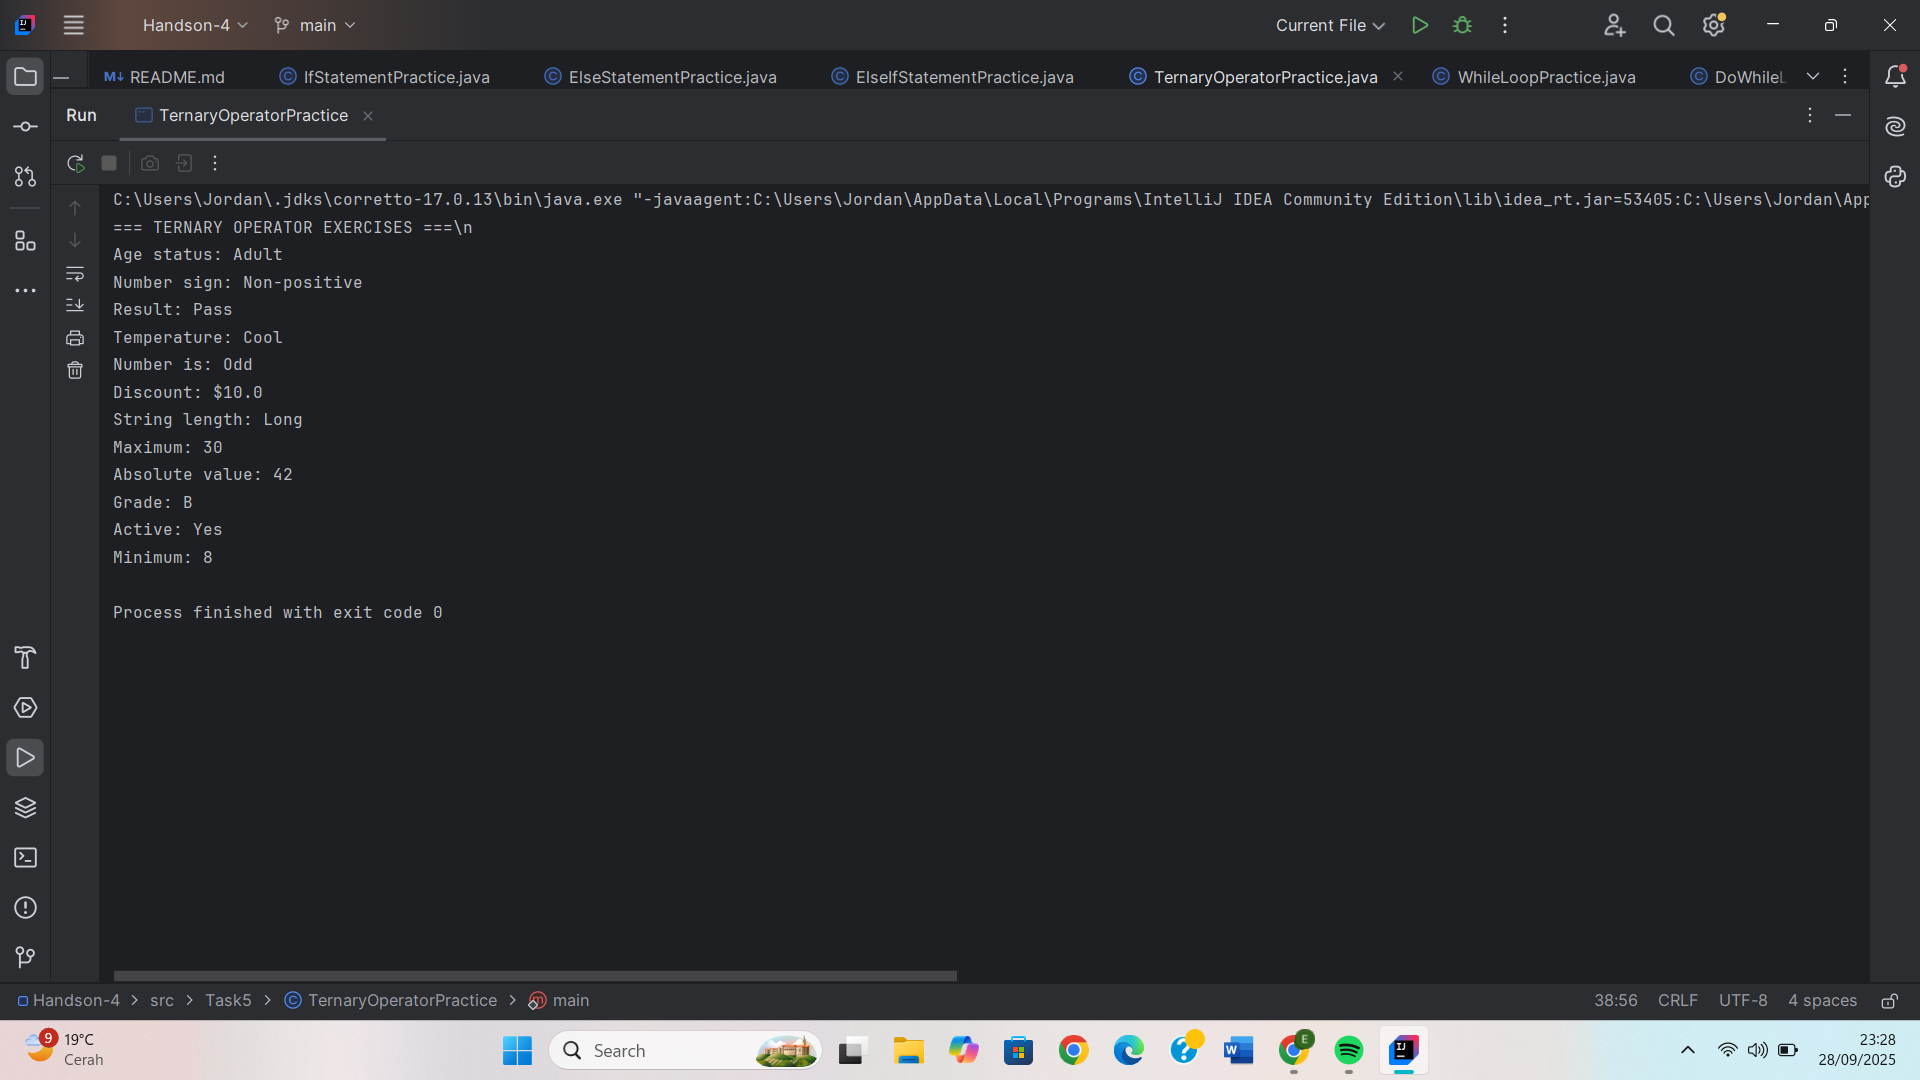 Handson-4
main
Current File
README.md
IfStatementPractice.java
ElseStatementPractice.java
ElseIfStatementPractice.java
TernaryOperatorPractice.java
WhileLoopPractice.java
DoWhileL
Run
TernaryOperatorPractice
C:\Users\Jordan\.jdks\corretto-17.0.13\bin\java.exe "-javaagent:C:\Users\Jordan\AppData\Local\Programs\IntelliJ IDEA Community Edition\lib\idea_rt.jar=53405:C:\Users\Jordan\App
=== TERNARY OPERATOR EXERCISES ===\n
Age status: Adult
Number sign: Non-positive
Result: Pass
Temperature: Cool
Number is: Odd
Discount: $10.0
String length: Long
Maximum: 30
Absolute value: 42
Grade: B
Active: Yes
Minimum: 8
Process finished with exit code 0
Handson-4 > src > Task5 > TernaryOperatorPractice > main
38:56 CRLF UTF-8 4 spaces
9
19°C
Cerah
Search
E
23:28
28/09/2025